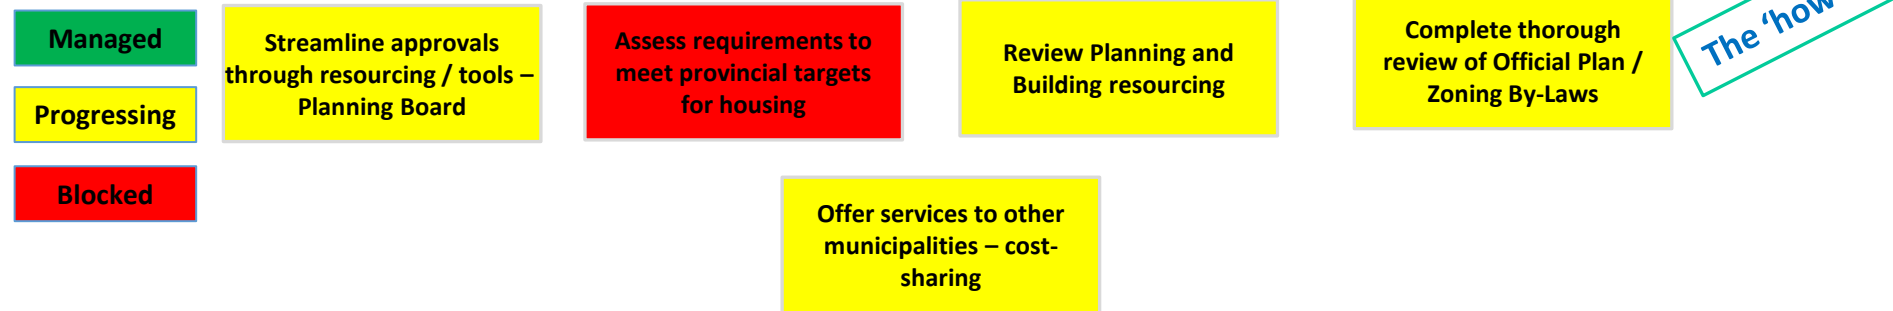 Managed
Progressing
Blocked
Streamline approvals
through resourcing / tools –
Planning Board
Assess requirements to
meet provincial targets
for housing
Review Planning and
Building resourcing
Complete thorough
review of Official Plan /
Zoning By-Laws
The ‘how
Offer services to other
municipalities – cost-
sharing